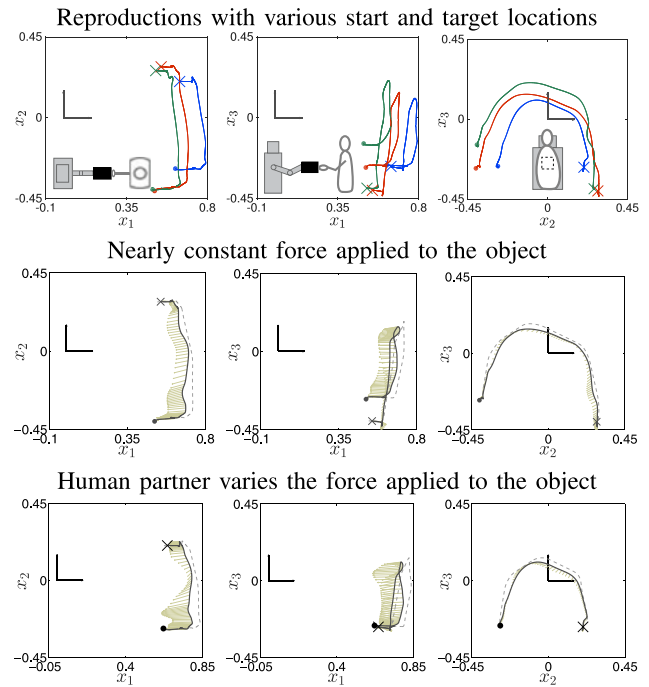 Reproductions with various start and target locations
0.45 0.45 0.45
x2 x3 x3
0 0 0
-0.45 -0.45 -0.45
-0.1 0.35 0.8 -0.1 0.35 0.8 -0.45 0 0.45
x1 x1 x2
Nearly constant force applied to the object
0.45 0.45 0.45
x2 x3 x3
0 0 0
−0.45 −0.45 −0.45
−0.1 0.35 0.8 −0.1 0.35 0.8 −0.45 0 0.45
x1 x1 x2
Human partner varies the force applied to the object
0.45 0.45 0.45
x2 x3 x3
0 0 0
-0.45 -0.45 -0.45
-0.05 0.4 0.85 -0.05 0.4 0.85 -0.45 0 0.45
x1 x1 x2